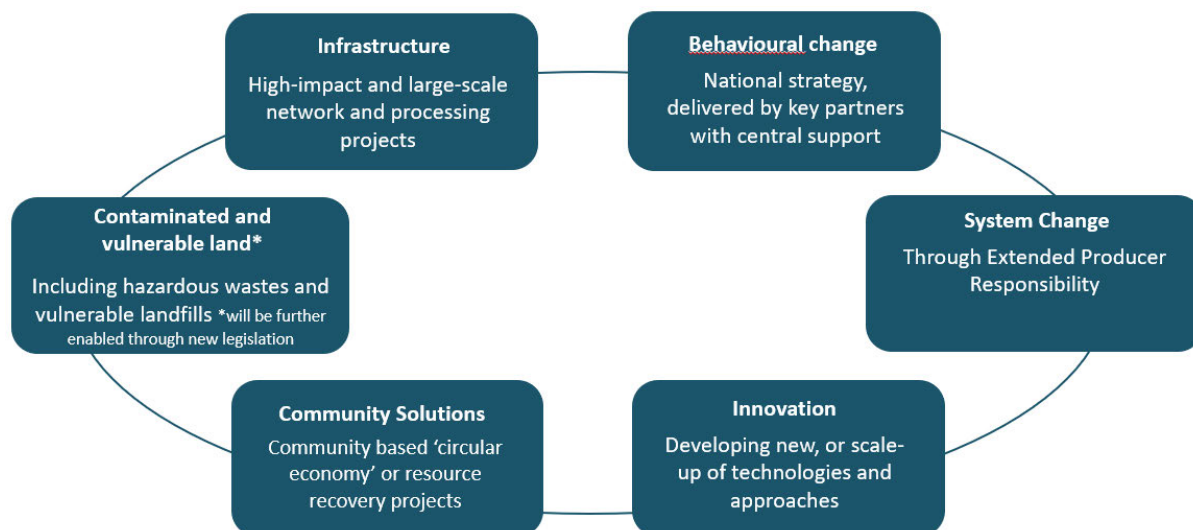 Infrastructure
High-impact and large-scale
network and processing
projects
Behavioural change
National strategy,
delivered by key partners
with central support
Contaminated and
vulnerable land*
Including hazardous wastes and
vulnerable landfills *will be further
enabled through new legislation
System Change
Through Extended Producer
Responsibility
Community Solutions
Community based ‘circular
economy’ or resource
recovery projects
Innovation
Developing new, or scale-
up of technologies and
approaches